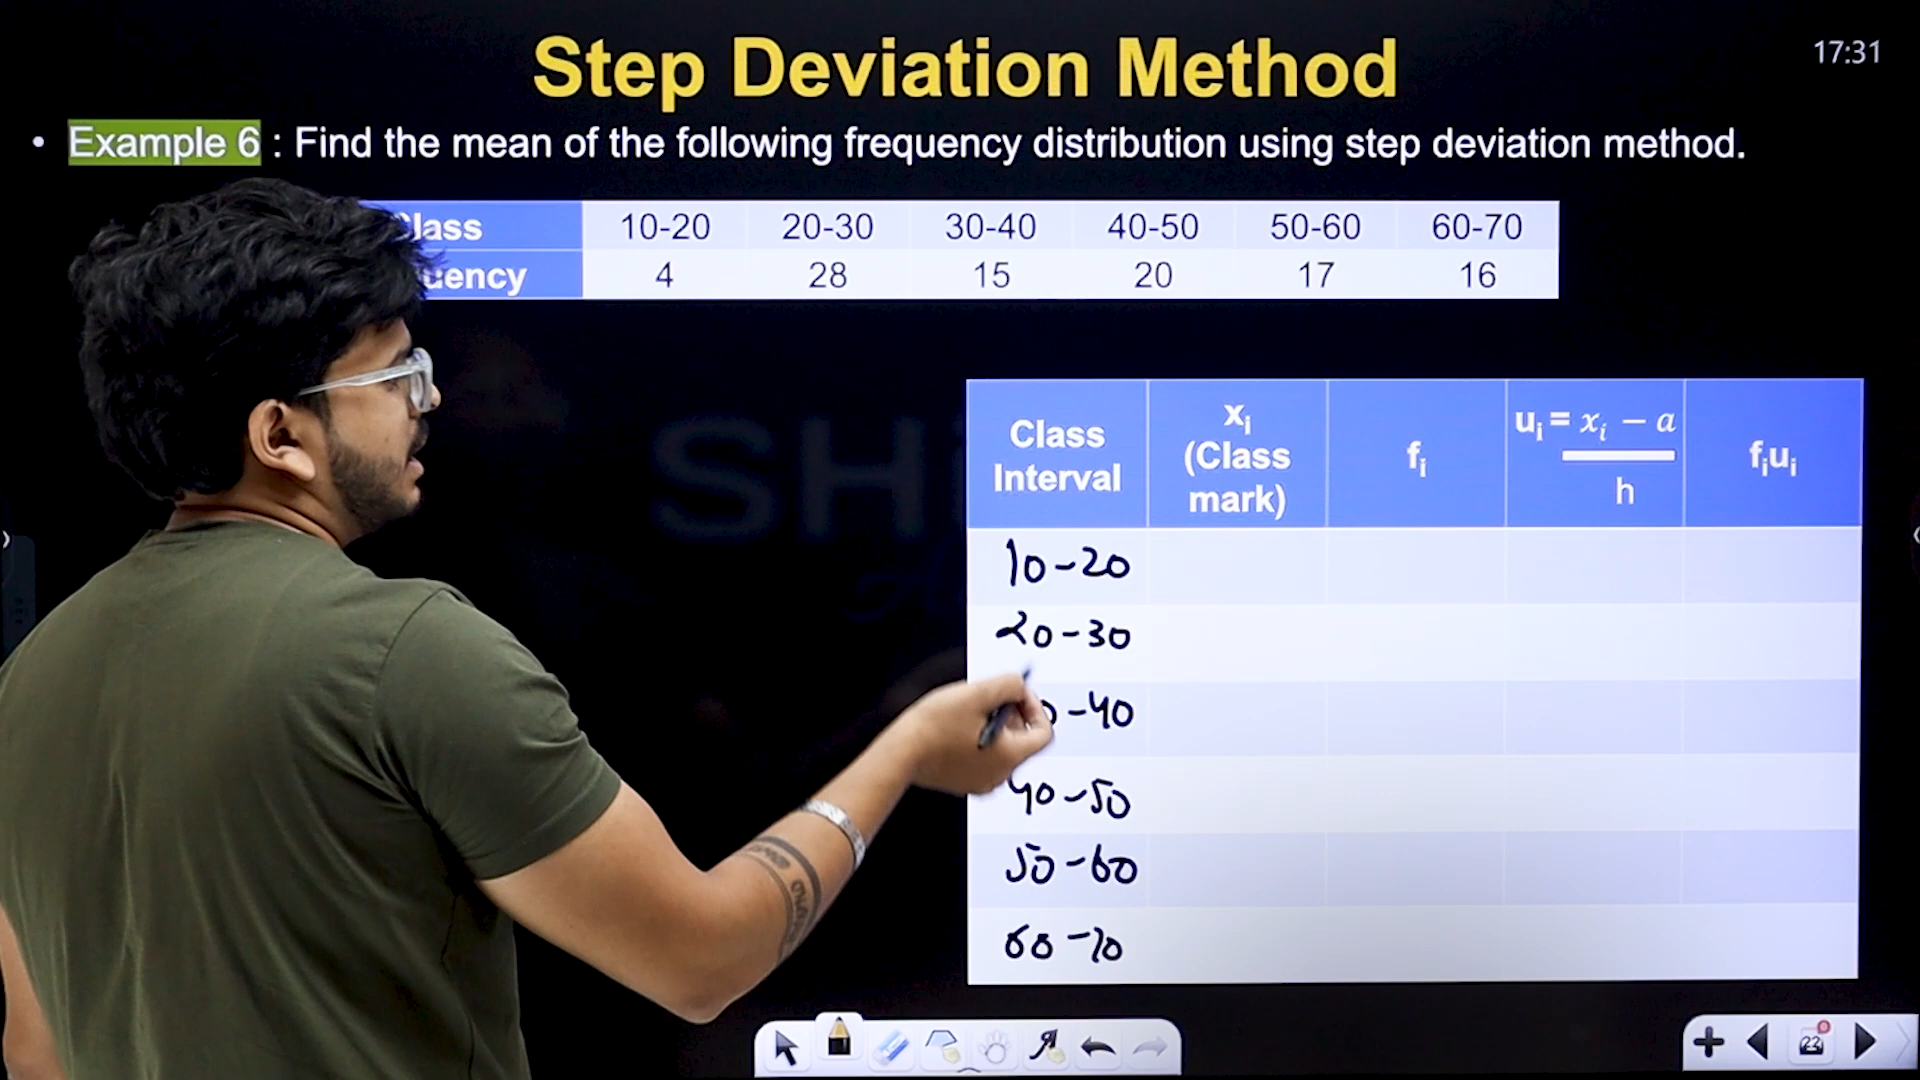 Step Deviation Method
17:31
• Example 6 : Find the mean of the following frequency distribution using step deviation method.
10-20 20-30 30-40 40-50 50-60 60-70
4 28 15 20 17 16
SH
Class Interval
xi (Class mark)
fi
ui = xi − a / h
fiui
10-20
20-30
-40
40-50
50-60
60-70
22